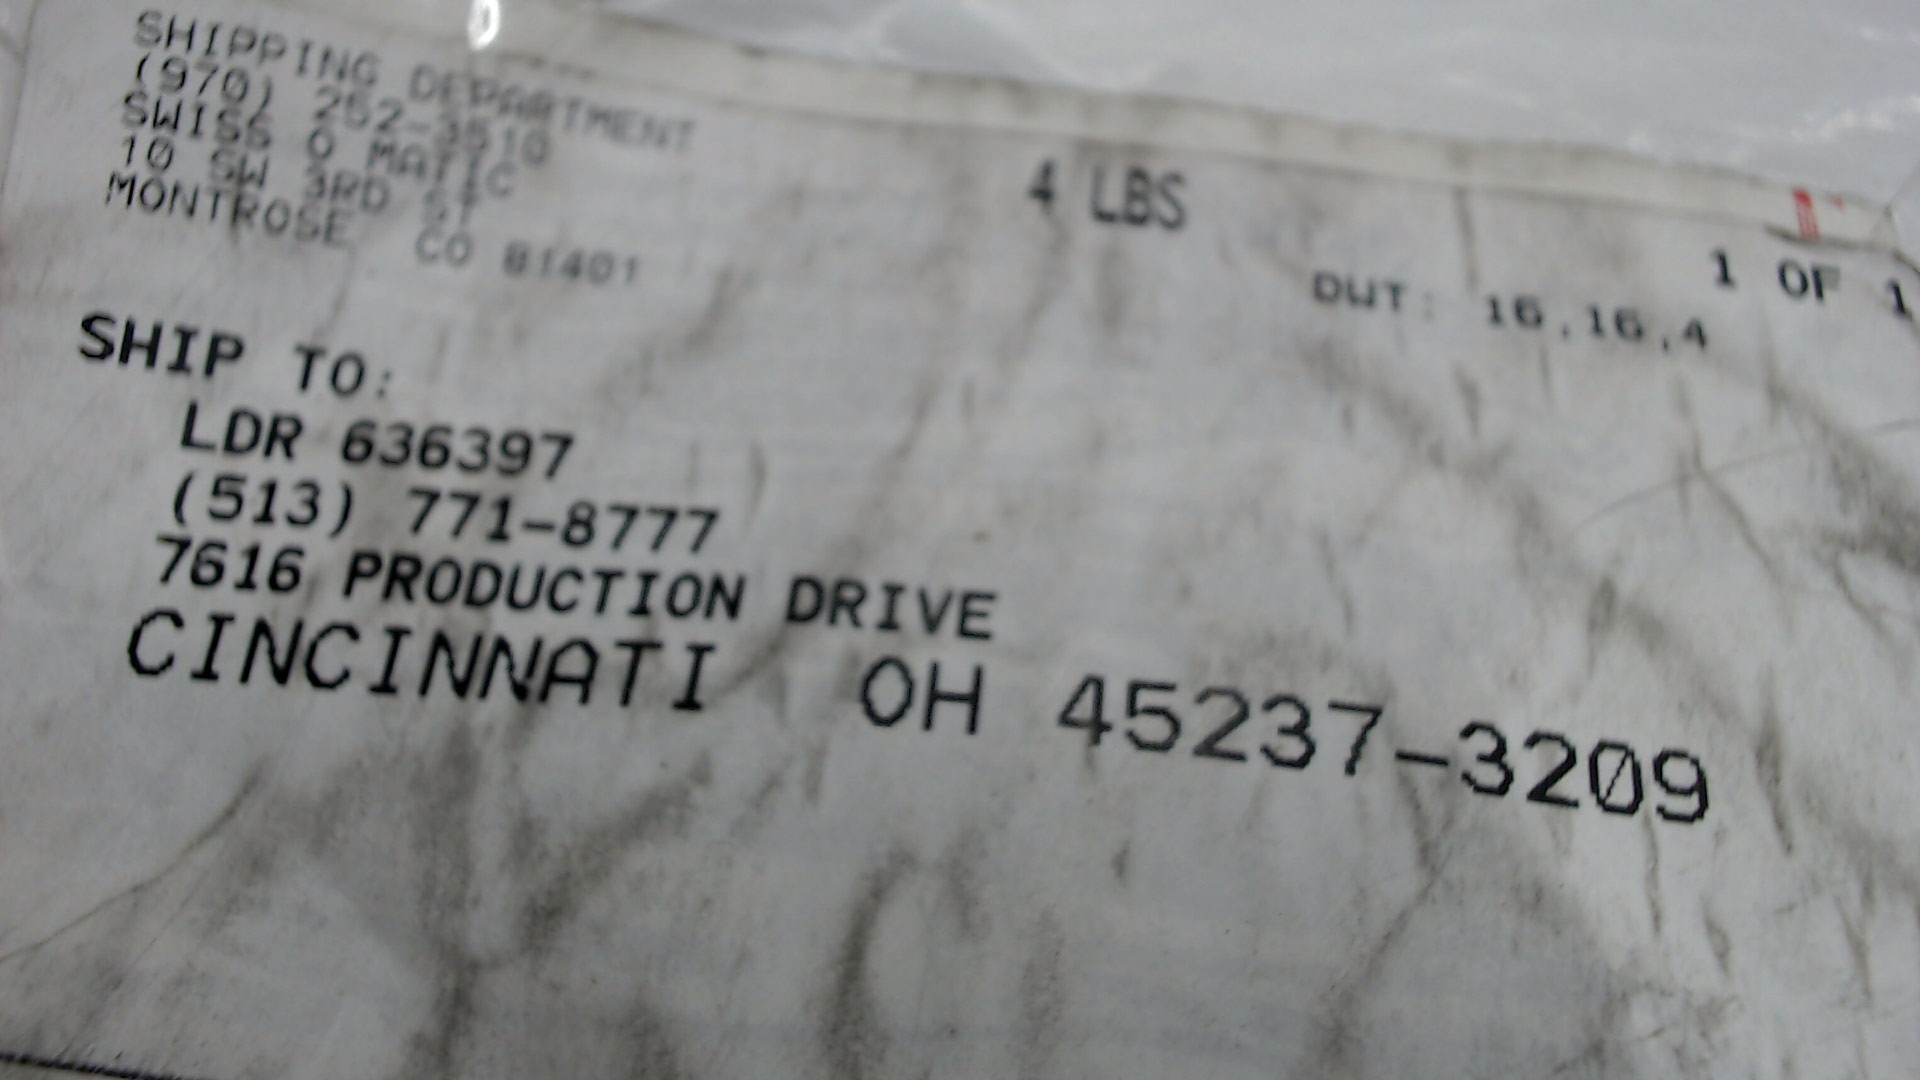 SHIPPING DEPARTMENT
(970) 252-3510
SWISS O MATIC
10 SW 3RD ST
MONTROSE CO 81401
4 LBS
1 OF 1
DWT: 16,16,4
SHIP TO:
LDR 636397
(513) 771-8777
7616 PRODUCTION DRIVE
CINCINNATI OH 45237-3209